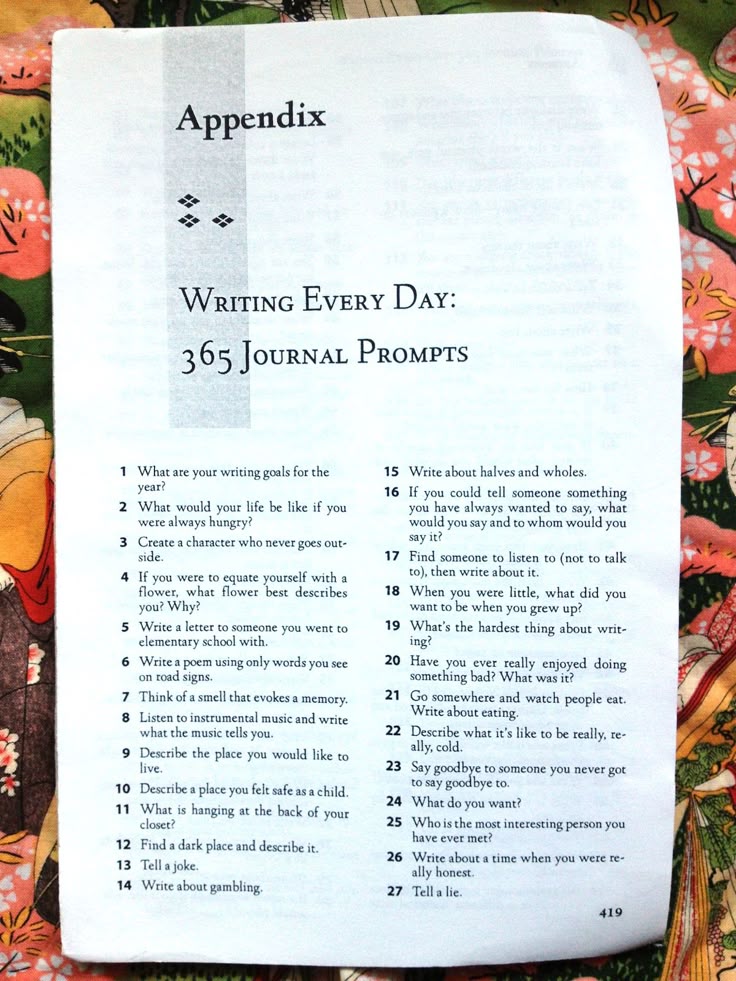 Appendix
Writing Every Day:
365 Journal Prompts
1 What are your writing goals for the
year?
2 What would your life be like if you
were always hungry?
3 Create a character who never goes out-
side.
4 If you were to equate yourself with a
flower, what flower best describes
you? Why?
5 Write a letter to someone you went to
elementary school with.
6 Write a poem using only words you see
on road signs.
7 Think of a smell that evokes a memory.
8 Listen to instrumental music and write
what the music tells you.
9 Describe the place you would like to
live.
10 Describe a place you felt safe as a child.
11 What is hanging at the back of your
closet?
12 Find a dark place and describe it.
13 Tell a joke.
14 Write about gambling.
15 Write about halves and wholes.
16 If you could tell someone something
you have always wanted to say, what
would you say and to whom would you
say it?
17 Find someone to listen to (not to talk
to), then write about it.
18 When you were little, what did you
want to be when you grew up?
19 What's the hardest thing about writ-
ing?
20 Have you ever really enjoyed doing
something bad? What was it?
21 Go somewhere and watch people eat.
Write about eating.
22 Describe what it's like to be really, re-
ally, cold.
23 Say goodbye to someone you never got
to say goodbye to.
24 What do you want?
25 Who is the most interesting person you
have ever met?
26 Write about a time when you were re-
ally honest.
27 Tell a lie.
419